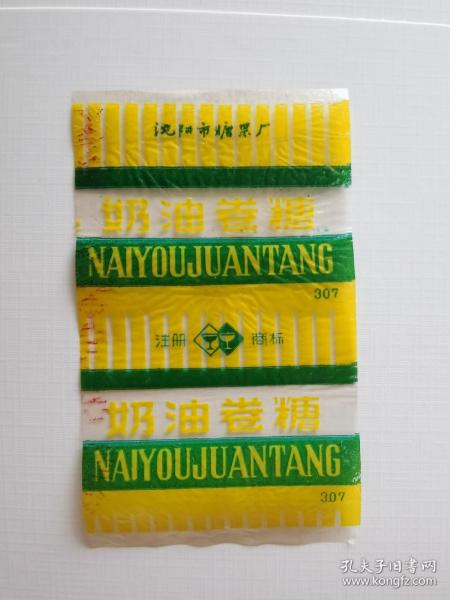 沈阳市糖果厂
奶油卷糖
NAIYOUJUANTANG
307
注册 商标
奶油卷糖
NAIYOUJUANTANG
307
孔夫子旧书网
www.kongfz.com